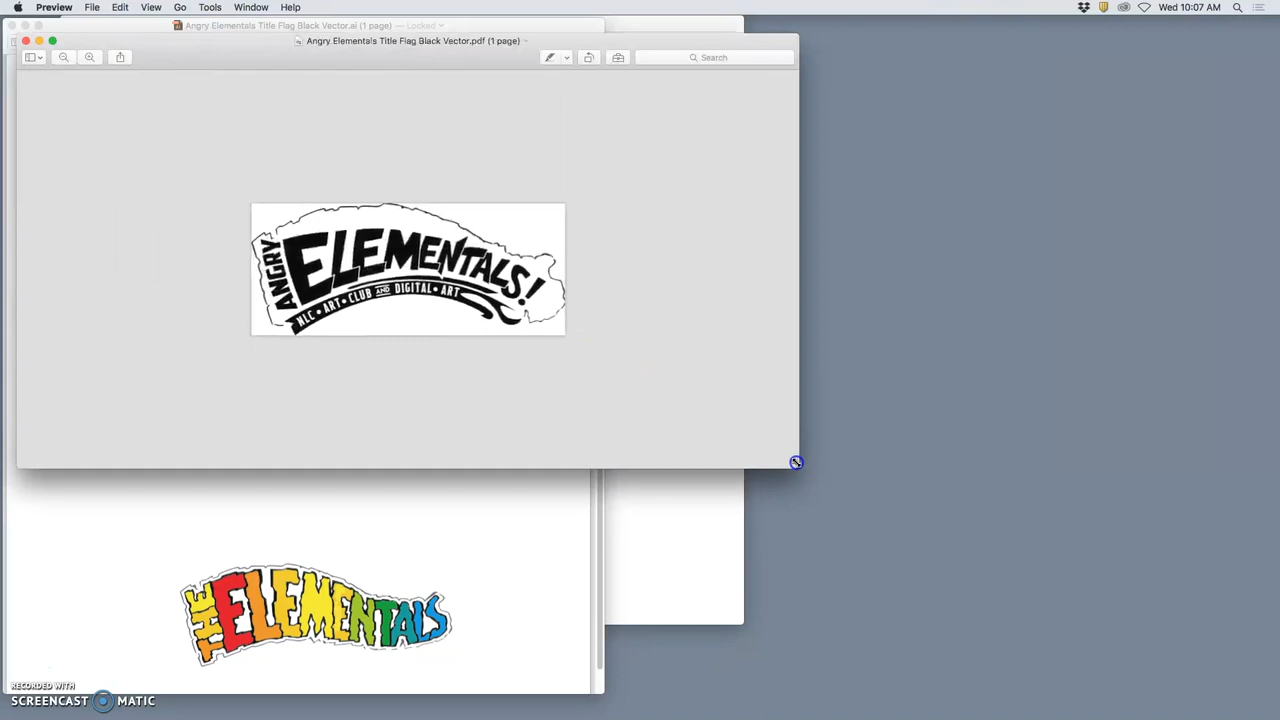 Preview File Edit View Go Tools Window Help Wed 10:07 AM
Angry Elementals Title Flag Black Vector.ai (1 page) — Locked
Angry Elementals Title Flag Black Vector.pdf (1 page)
Search
ANGRY
ELEMENTALS!
NLC • ART • CLUB AND DIGITAL • ART
THE
ELEMENTALS
RECORDED WITH
SCREENCAST MATIC